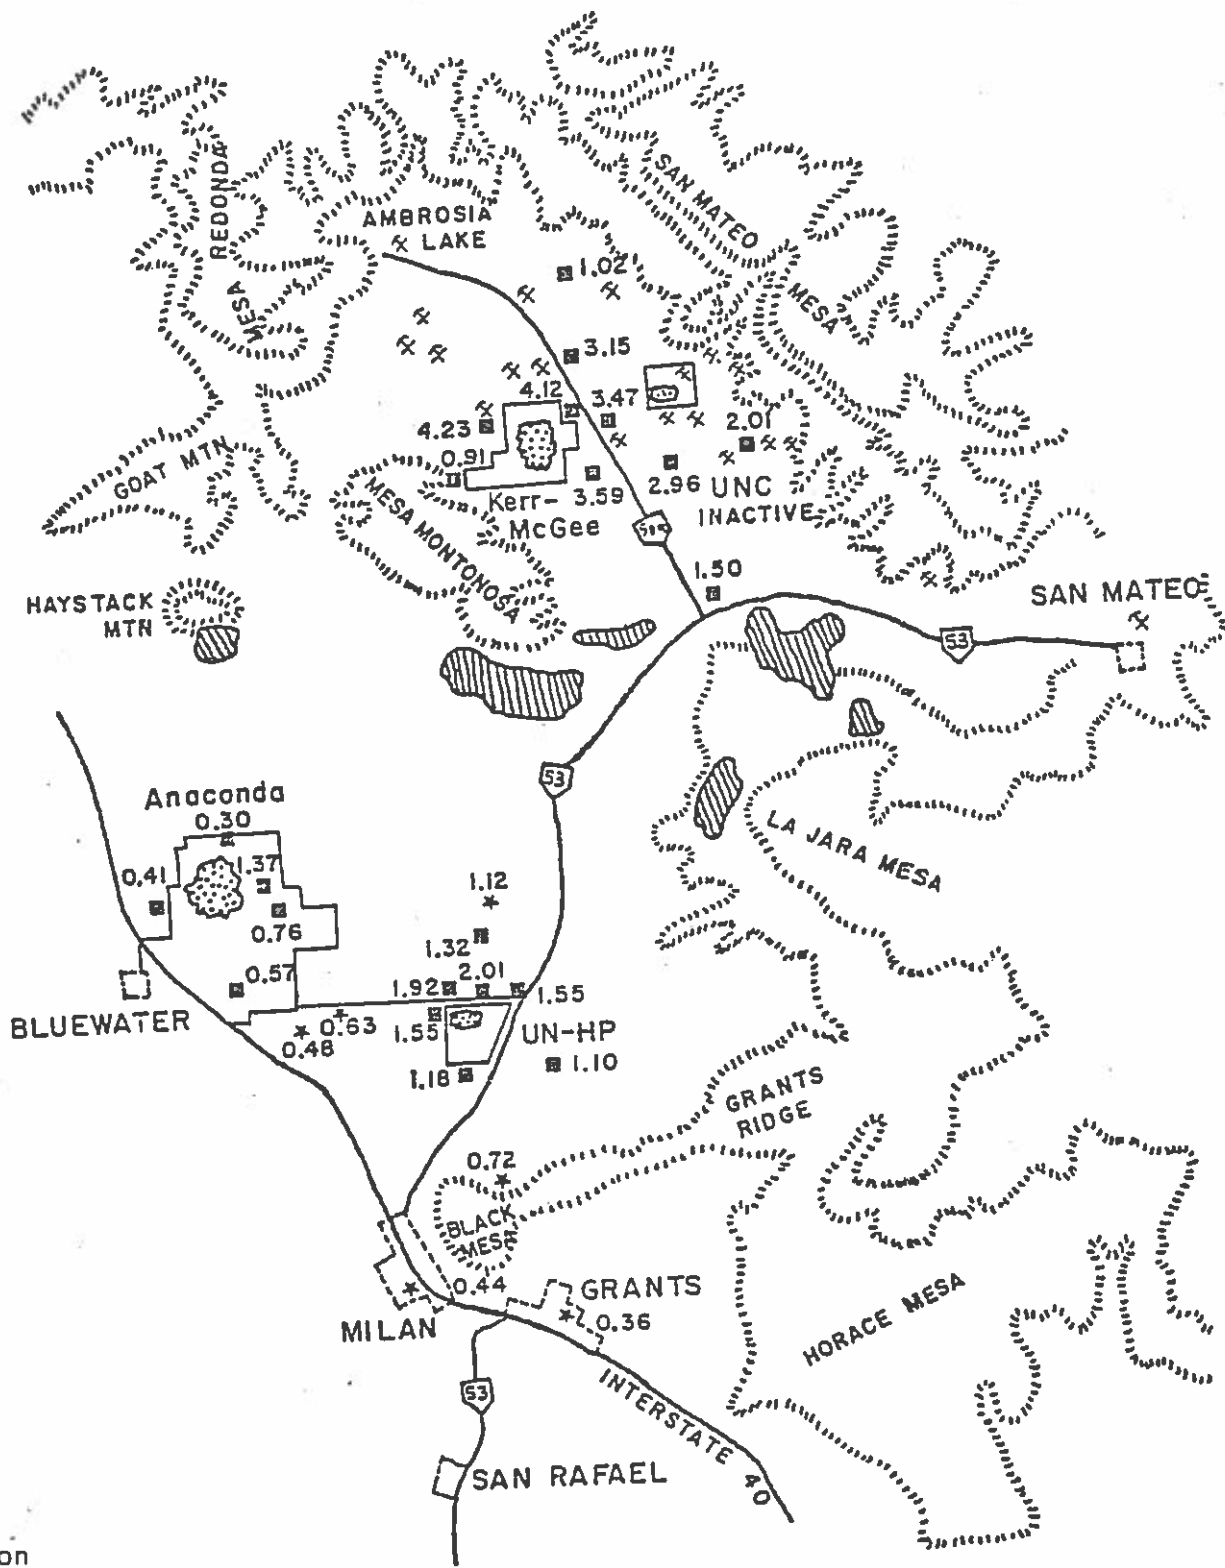 REDONDA
MESA
AMBROSIA
LAKE
SAN MATEO
MESA
1.02
3.15
4.12
3.47
4.23
2.01
0.91
GOAT MTN
MESA MONTONOSA
Kerr-
McGee
3.59
2.96
UNC
INACTIVE
1.50
HAYSTACK
MTN
SAN MATEO
53
53
Anaconda
0.30
0.41
1.37
0.76
0.57
LA JARA MESA
1.12
1.32
1.92
2.01
1.55
BLUEWATER
0.48
0.63
1.55
UN-HP
1.18
1.10
GRANTS
RIDGE
0.72
BLACK
MESA
0.44
GRANTS
0.36
MILAN
HORACE MESA
53
INTERSTATE 40
SAN RAFAEL
on